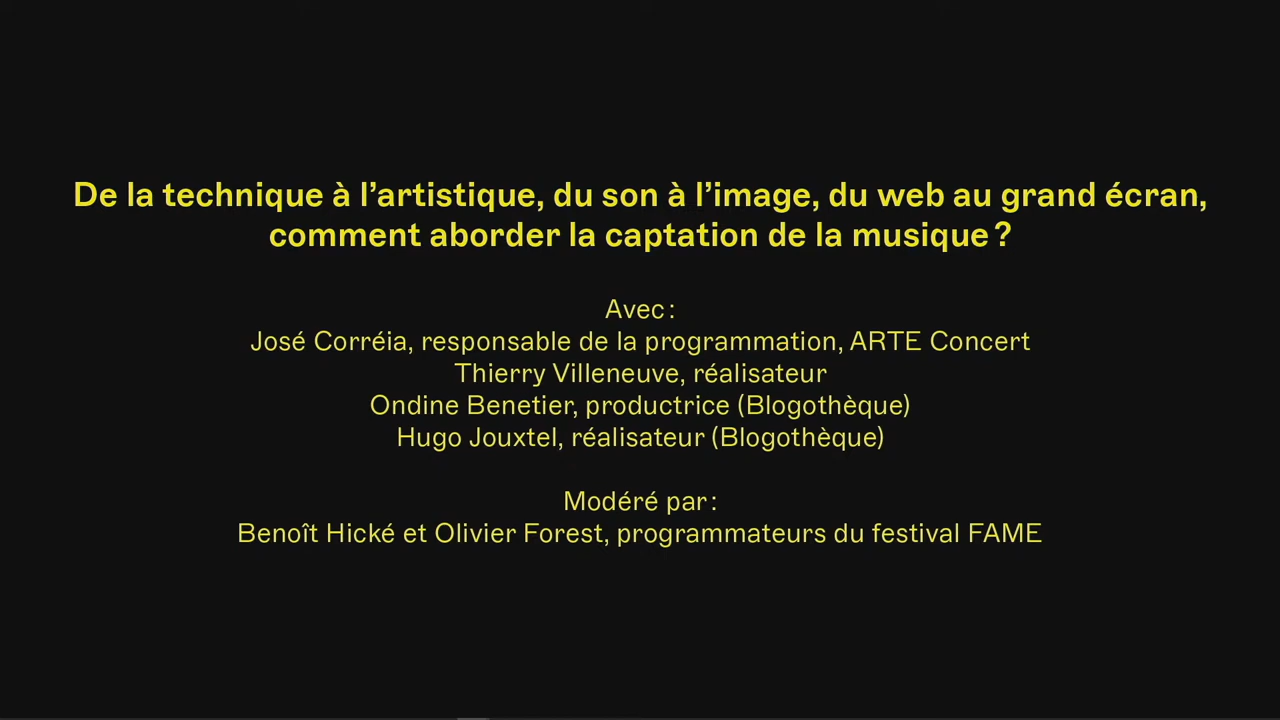 De la technique à l’artistique, du son à l’image, du web au grand écran,
comment aborder la captation de la musique ?
Avec :
José Corréia, responsable de la programmation, ARTE Concert
Thierry Villeneuve, réalisateur
Ondine Benetier, productrice (Blogothèque)
Hugo Jouxtel, réalisateur (Blogothèque)
Modéré par :
Benoît Hické et Olivier Forest, programmateurs du festival FAME